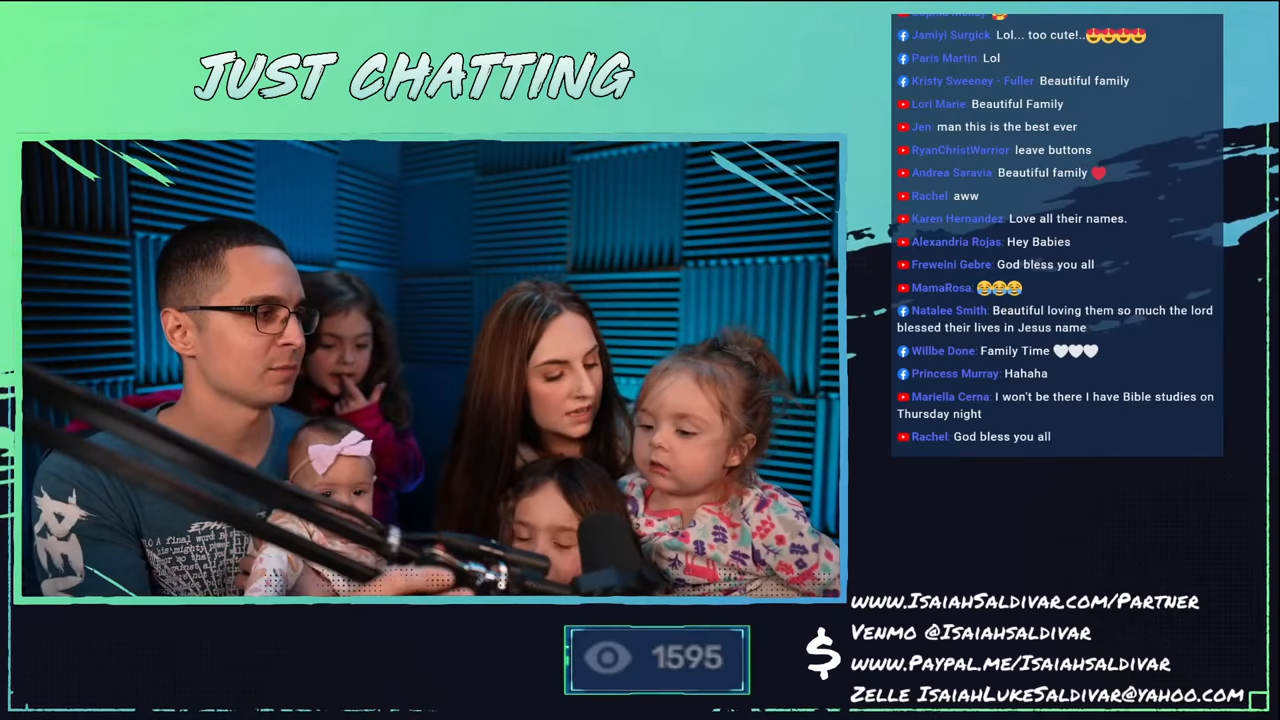 JUST CHATTING
Jamiyl Surgick: Lol... too cute!..😍😍😍😍
Paris Martin: Lol
Kristy Sweeney - Fuller: Beautiful family
Lori Marie: Beautiful Family
Jen: man this is the best ever
RyanChristWarrior: leave buttons
Andrea Saravia: Beautiful family ❤️
Rachel: aww
Karen Hernandez: Love all their names.
Alexandria Rojas: Hey Babies
Freweini Gebre: God bless you all
MamaRosa: 😂😂😂
Natalee Smith: Beautiful loving them so much the lord
blessed their lives in Jesus name
Willbe Done: Family Time 🤍🤍🤍
Princess Murray: Hahaha
Mariella Cerna: I won't be there I have Bible studies on
Thursday night
Rachel: God bless you all
1595
$
www.IsaiahSaldivar.com/Partner
Venmo @Isaiahsaldivar
www.Paypal.me/Isaiahsaldivar
Zelle IsaiahLukeSaldivar@yahoo.com